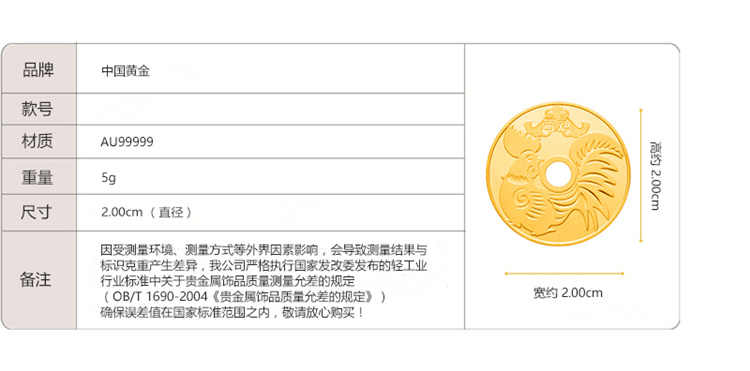 品牌 中国黄金
款号
材质 AU99999
重量 5g
尺寸 2.00cm（直径）
备注
因受测量环境、测量方式等外界因素影响，会导致测量结果与
标识克重产生差异，我公司严格执行国家发改委发布的轻工业
行业标准中关于贵金属饰品质量测量允差的规定
（OB/T 1690-2004《贵金属饰品质量允差的规定》）
确保误差值在国家标准范围之内，敬请放心购买！
高约 2.00cm
宽约 2.00cm